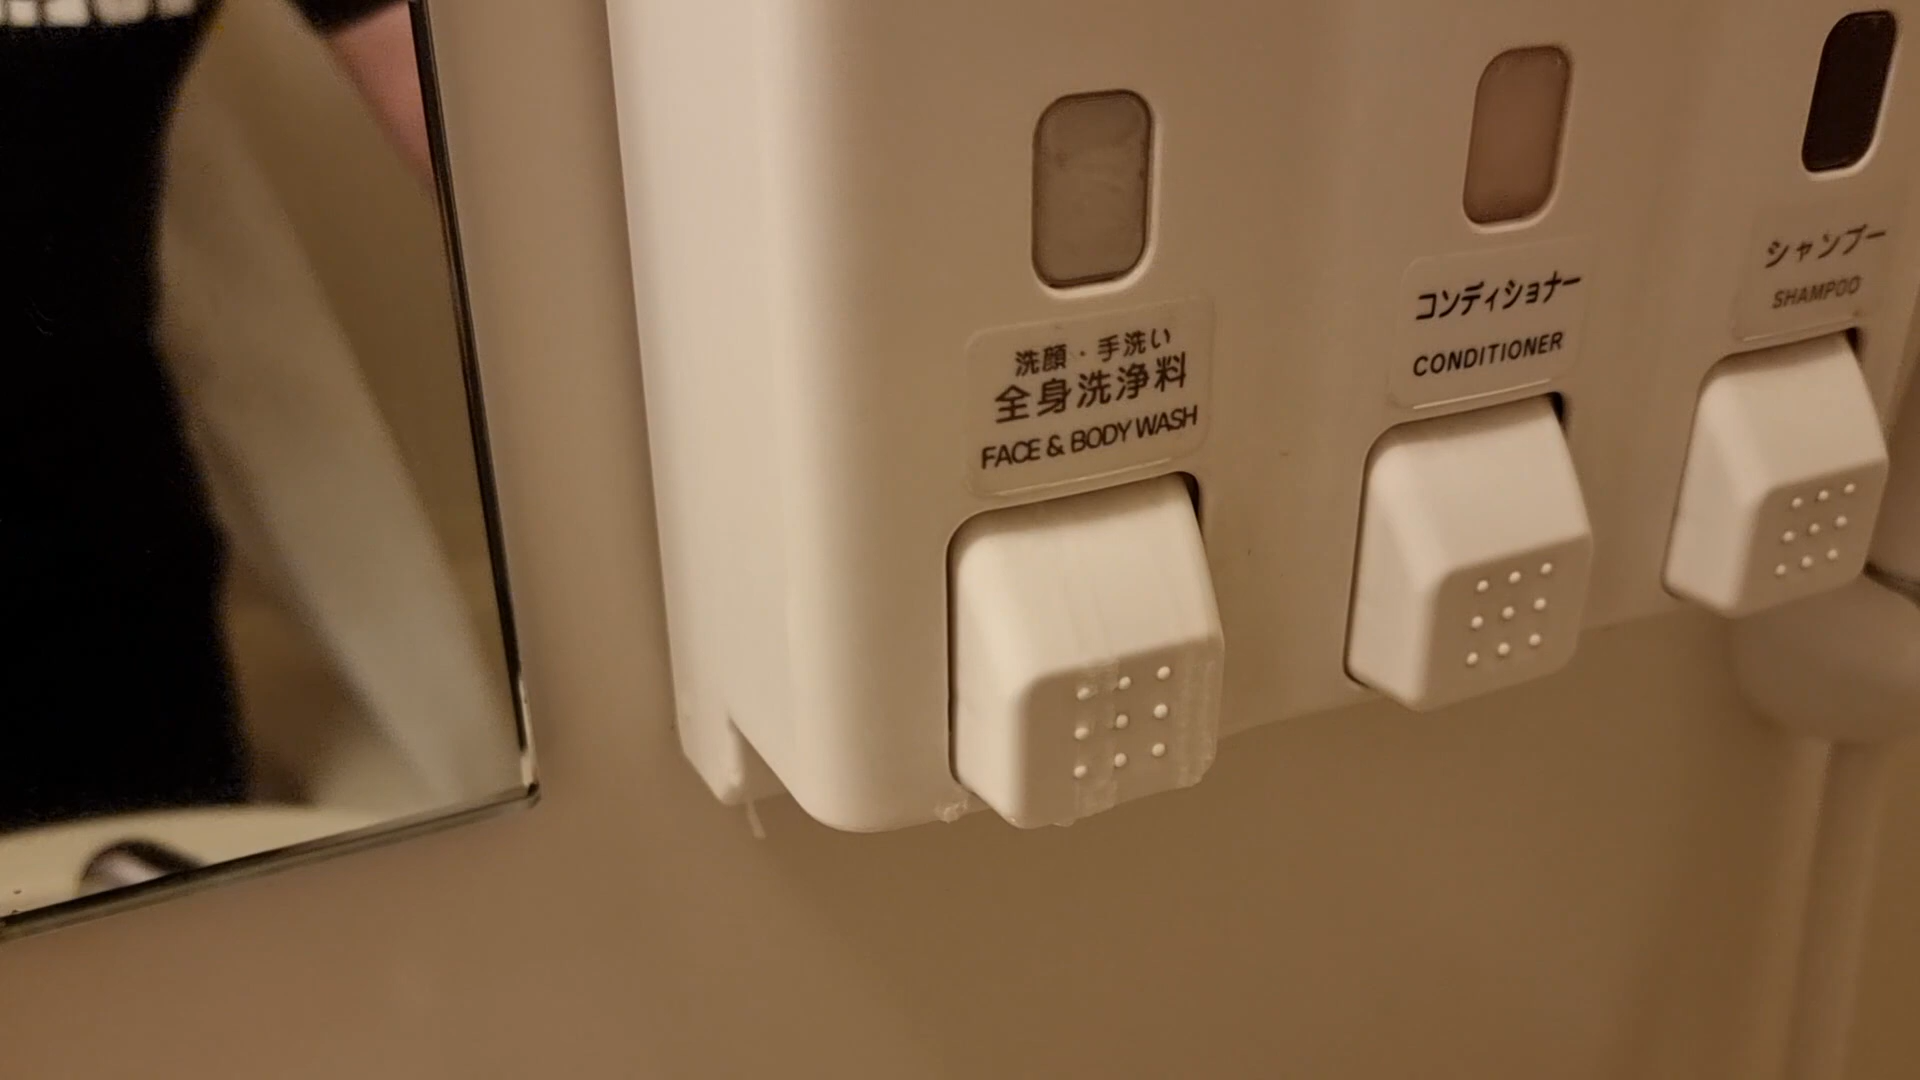 洗顔・手洗い
全身洗浄料
FACE & BODY WASH
コンディショナー
CONDITIONER
シャンプー
SHAMPOO